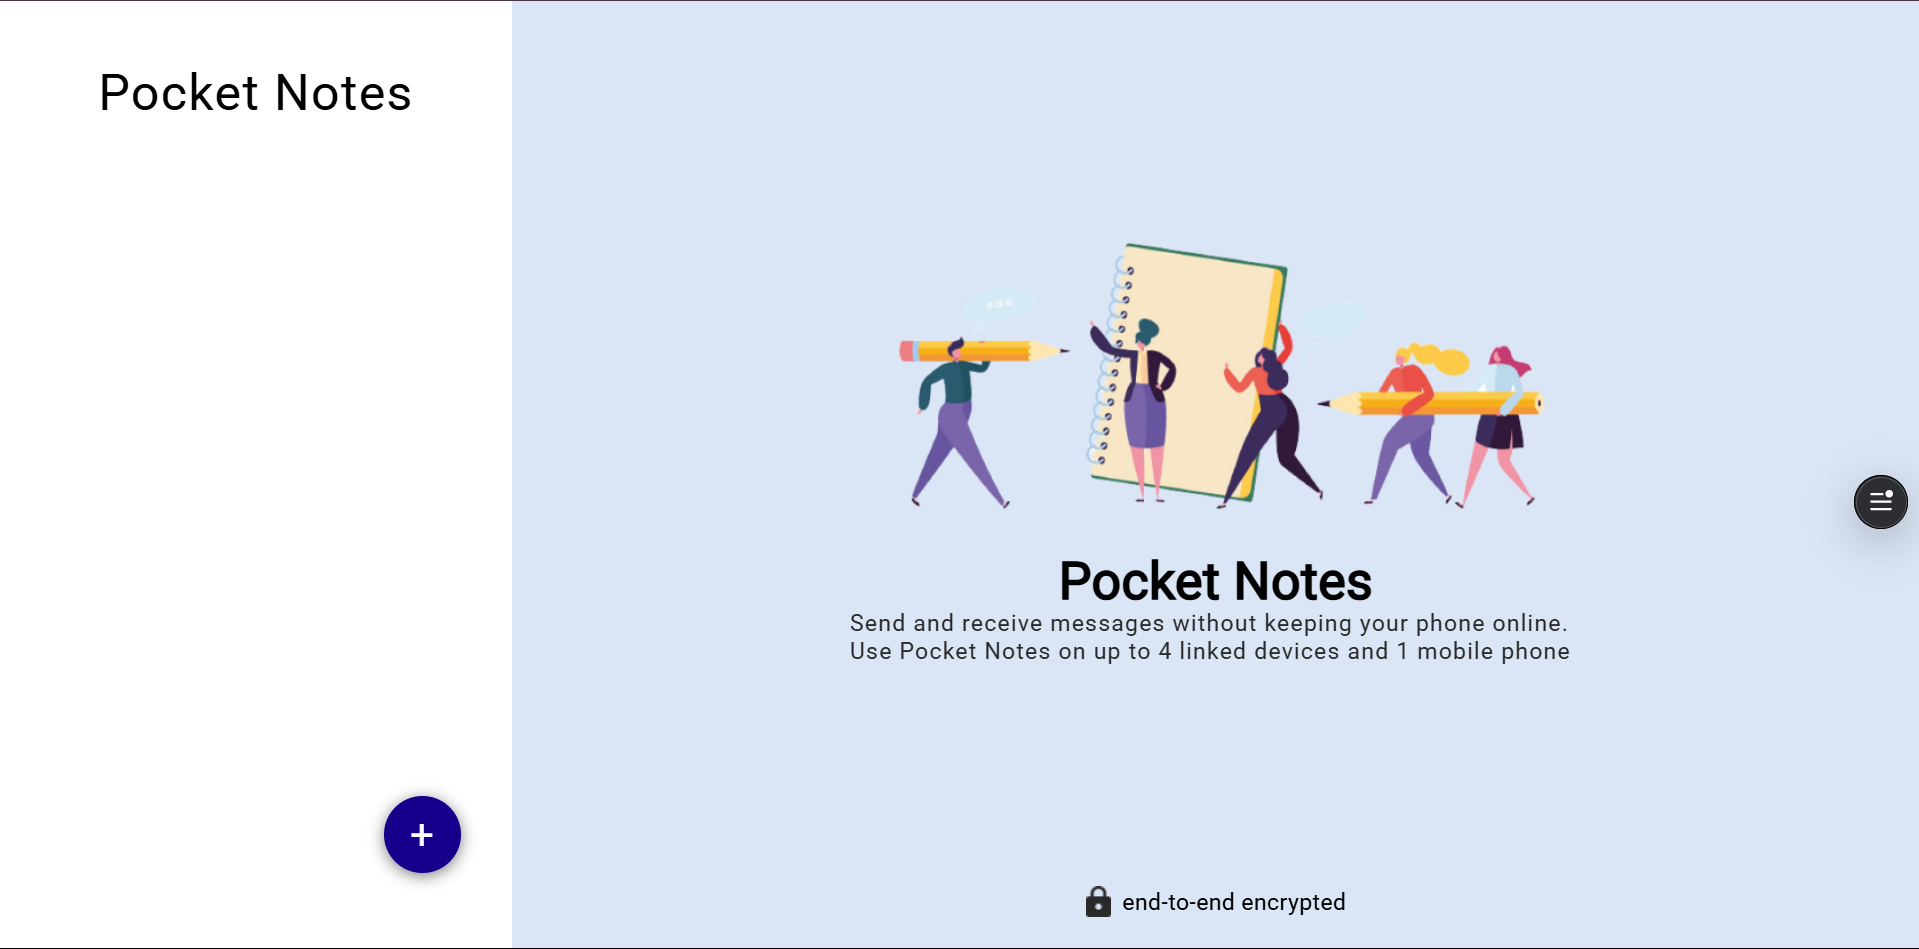 Pocket Notes
Pocket Notes
Send and receive messages without keeping your phone online.
Use Pocket Notes on up to 4 linked devices and 1 mobile phone
end-to-end encrypted